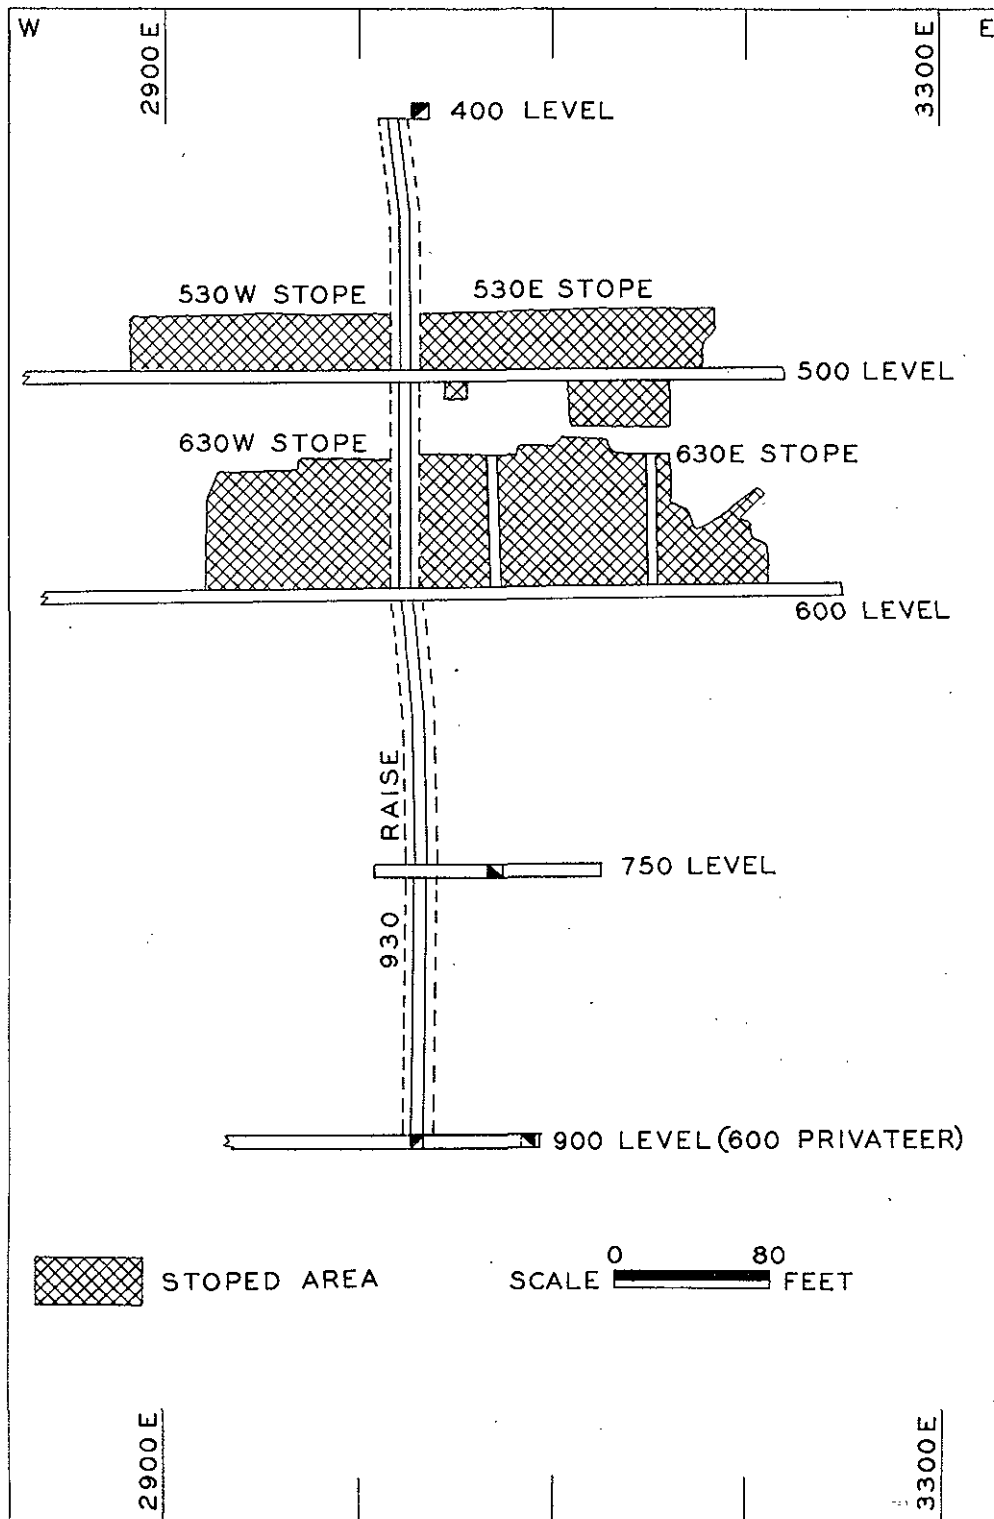 W
2900E
3300E
E
400 LEVEL
530W STOPE
530E STOPE
500 LEVEL
630W STOPE
630E STOPE
600 LEVEL
930 RAISE
750 LEVEL
900 LEVEL (600 PRIVATEER)
STOPED AREA
0 80
SCALE FEET
2900E
3300E